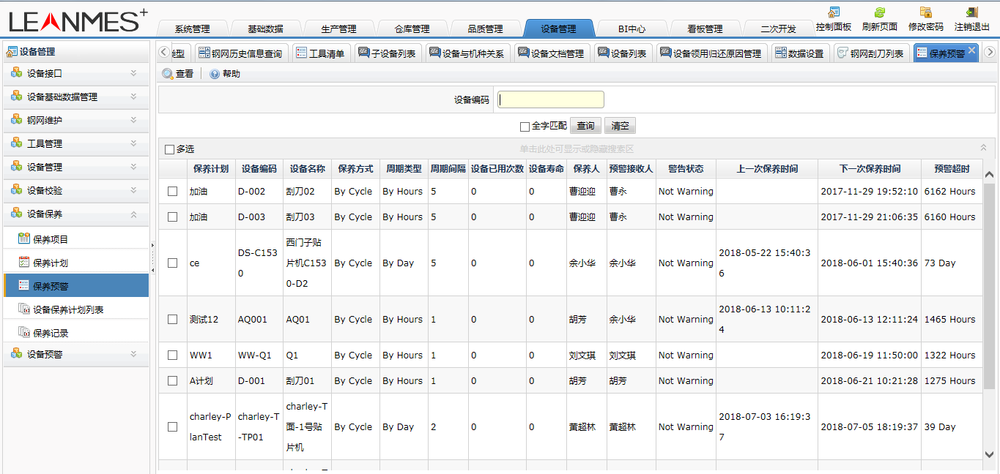 LEANMES+
系统管理
基础数据
生产管理
仓库管理
品质管理
设备管理
BI中心
看板管理
二次开发
控制面板
刷新页面
修改密码
注销退出
设备管理
设备接口
设备基础数据管理
钢网维护
工具管理
设备管理
设备校验
设备保养
保养项目
保养计划
保养预警
设备保养计划列表
保养记录
设备预警
类型
钢网历史信息查询
工具清单
子设备列表
设备与机种关系
设备文档管理
设备列表
设备领用归还原因管理
数据设置
钢网刮刀列表
保养预警
查看
帮助
设备编码
全字匹配 查询 清空
多选 单击此处可显示或隐藏搜索区
保养计划 设备编码 设备名称 保养方式 周期类型 周期间隔 设备已用次数 设备寿命 保养人 预警接收人 警告状态 上一次保养时间 下一次保养时间 预警超时
加油 D-002 刮刀02 By Cycle By Hours 5 0 0 曹迎迎 曹永 Not Warning 2017-11-29 19:52:10 6162 Hours
加油 D-003 刮刀03 By Cycle By Hours 5 0 0 曹迎迎 曹永 Not Warning 2017-11-29 21:06:35 6160 Hours
ce
DS-C153
0
西门子贴
片机C153
0-D2
By Cycle By Day 5 0 0 余小华 余小华 Not Warning
2018-05-22 15:40:3
6
2018-06-01 15:40:36 73 Day
测试12 AQ001 AQ01 By Cycle By Hours 1 0 0 胡芳 余小华 Not Warning
2018-06-13 10:11:2
4
2018-06-13 12:11:24 1465 Hours
WW1 WW-Q1 Q1 By Cycle By Hours 1 0 0 刘文琪 刘文琪 Not Warning 2018-06-19 11:50:00 1322 Hours
A计划 D-001 刮刀01 By Cycle By Hours 1 0 0 胡芳 胡芳 Not Warning 2018-06-21 10:21:28 1275 Hours
charley-P
lanTest
charley-T
-TP01
charley-T
面-1号贴
片机
By Cycle By Day 2 0 0 黄超林 黄超林 Not Warning
2018-07-03 16:19:3
7
2018-07-05 18:19:37 39 Day